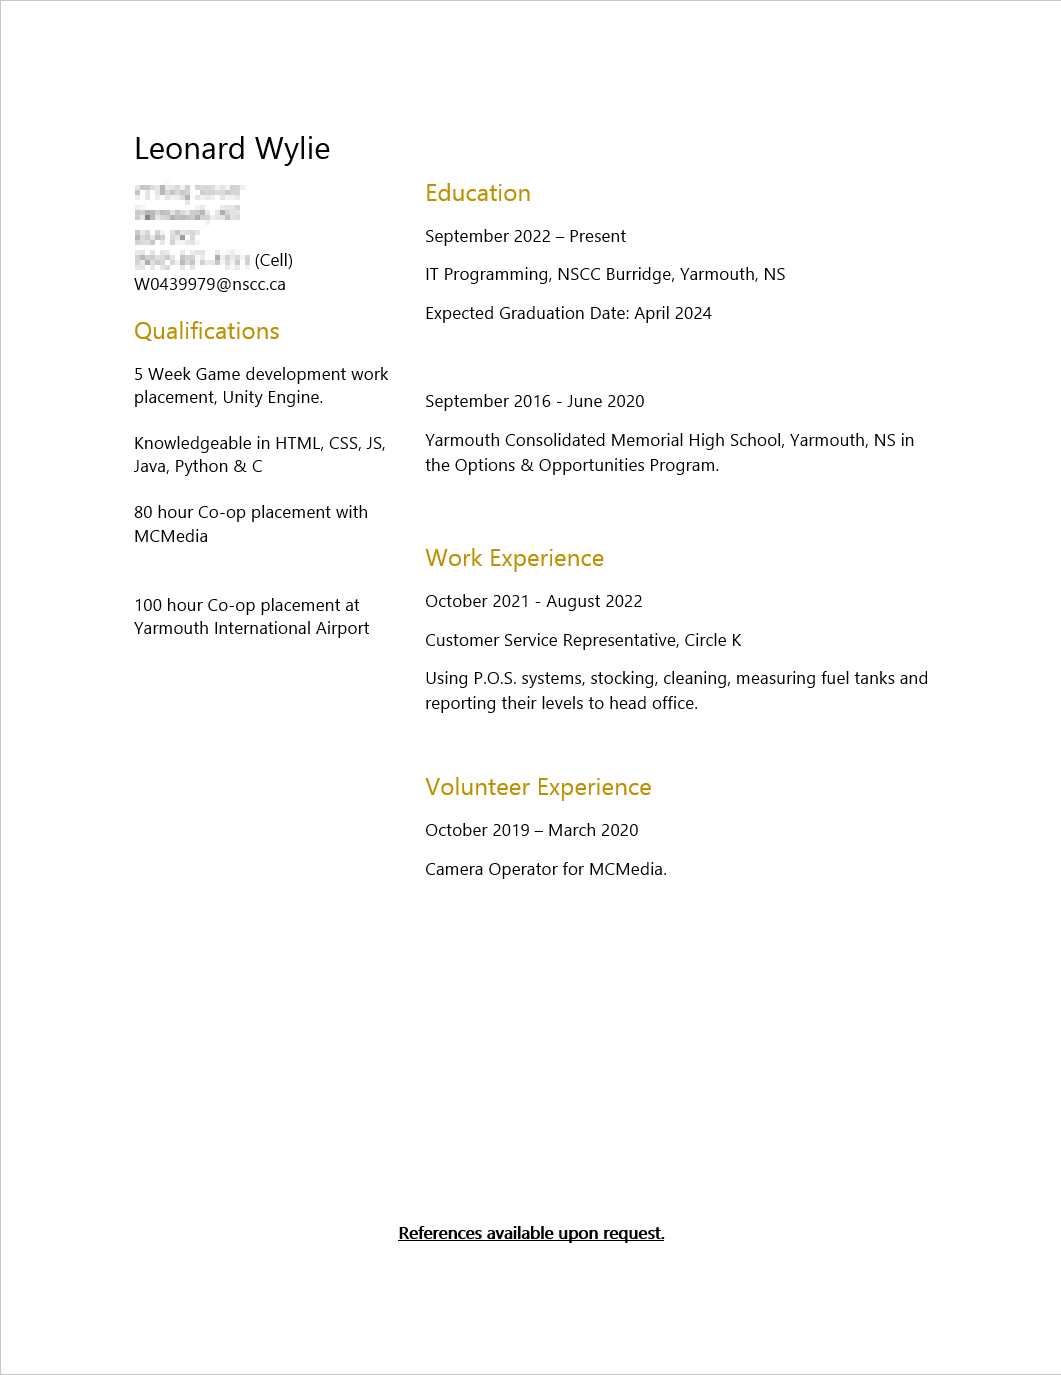 Leonard Wylie
(Cell)
W0439979@nscc.ca
Qualifications
5 Week Game development work
placement, Unity Engine.
Knowledgeable in HTML, CSS, JS,
Java, Python & C
80 hour Co-op placement with
MCMedia
100 hour Co-op placement at
Yarmouth International Airport
Education
September 2022 – Present
IT Programming, NSCC Burridge, Yarmouth, NS
Expected Graduation Date: April 2024
September 2016 - June 2020
Yarmouth Consolidated Memorial High School, Yarmouth, NS in
the Options & Opportunities Program.
Work Experience
October 2021 - August 2022
Customer Service Representative, Circle K
Using P.O.S. systems, stocking, cleaning, measuring fuel tanks and
reporting their levels to head office.
Volunteer Experience
October 2019 – March 2020
Camera Operator for MCMedia.
References available upon request.